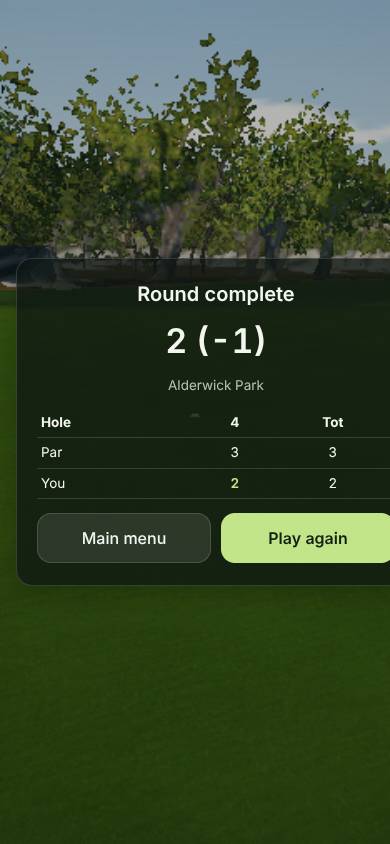 Round complete
2 (-1)
Alderwick Park
Hole 4 Tot
Par 3 3
You 2 2
Main menu Play again